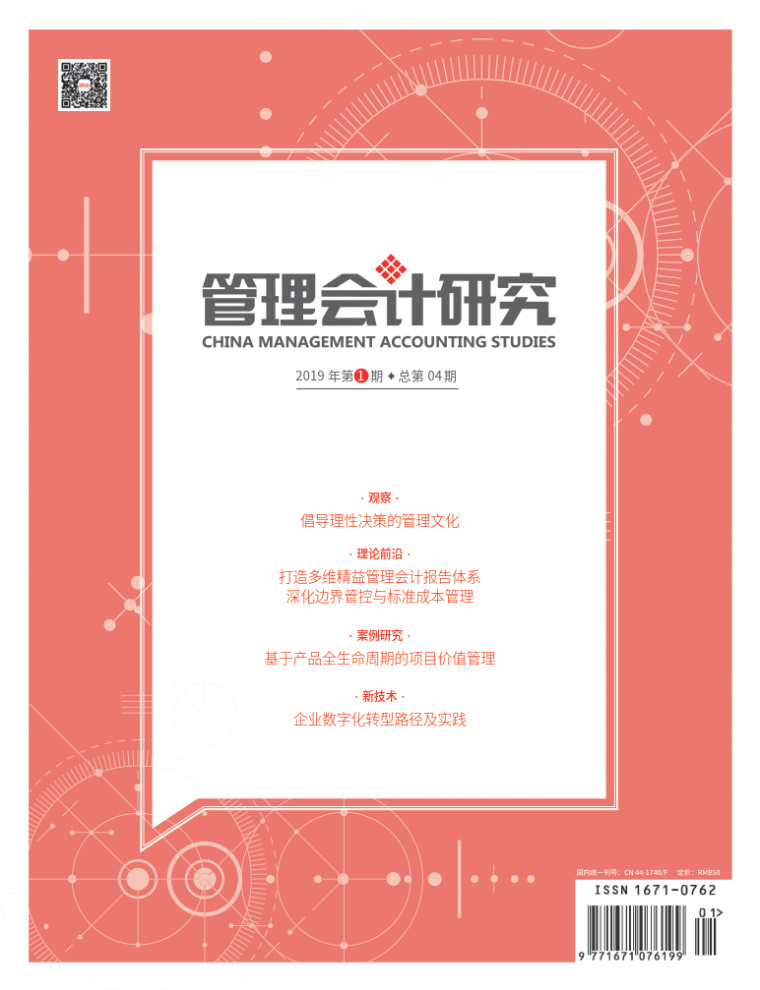 管理会计研究
CHINA MANAGEMENT ACCOUNTING STUDIES
2019 年第1期 ✦ 总第 04 期
· 观察 ·
倡导理性决策的管理文化
· 理论前沿 ·
打造多维精益管理会计报告体系
深化边界管控与标准成本管理
· 案例研究 ·
基于产品全生命周期的项目价值管理
· 新技术 ·
企业数字化转型路径及实践
国内统一刊号：CN 44-1740/F 定价：RMB50
ISSN 1671-0762
01>
9 771671 076199